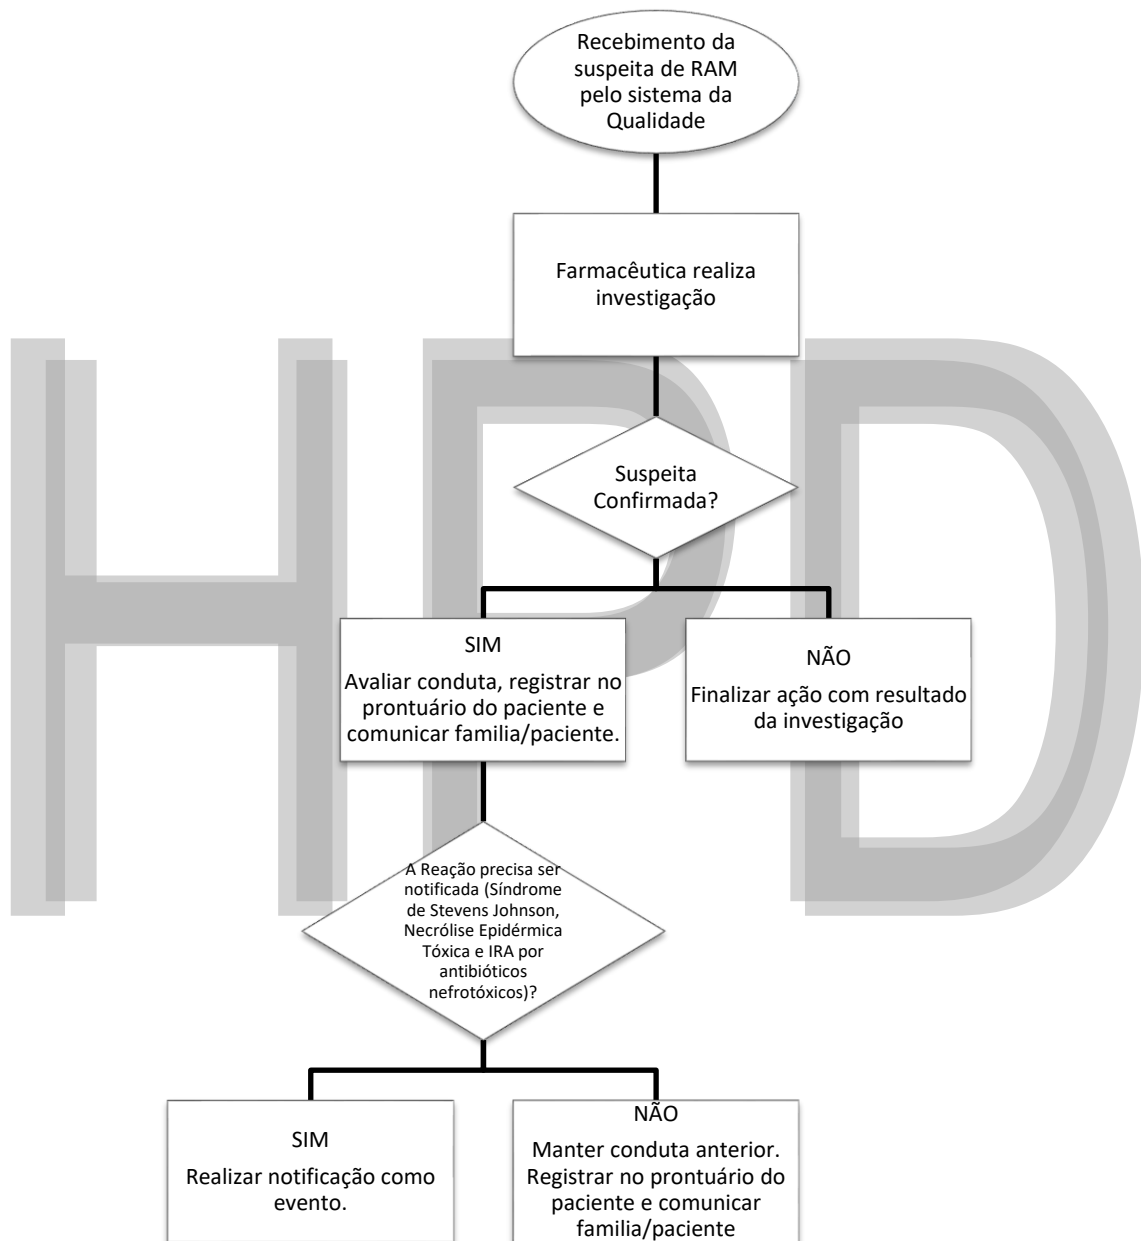 Recebimento da
suspeita de RAM
pelo sistema da
Qualidade
Farmacêutica realiza
investigação
Suspeita
Confirmada?
SIM
Avaliar conduta, registrar no
prontuário do paciente e
comunicar familia/paciente.
NÃO
Finalizar ação com resultado
da investigação
A Reação precisa ser
notificada (Síndrome
de Stevens Johnson,
Necrólise Epidérmica
Tóxica e IRA por
antibióticos
nefrotóxicos)?
SIM
Realizar notificação como
evento.
NÃO
Manter conduta anterior.
Registrar no prontuário do
paciente e comunicar
familia/paciente
HPD